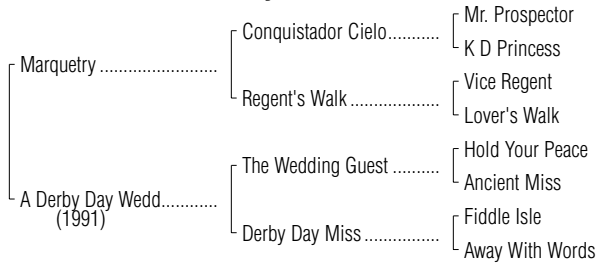 Mr. Prospector
Conquistador Cielo...........
K D Princess
Marquetry ........................
Vice Regent
Regent's Walk ..................
Lover's Walk
Hold Your Peace
The Wedding Guest ..........
Ancient Miss
A Derby Day Wedd............
(1991)
Fiddle Isle
Derby Day Miss................
Away With Words